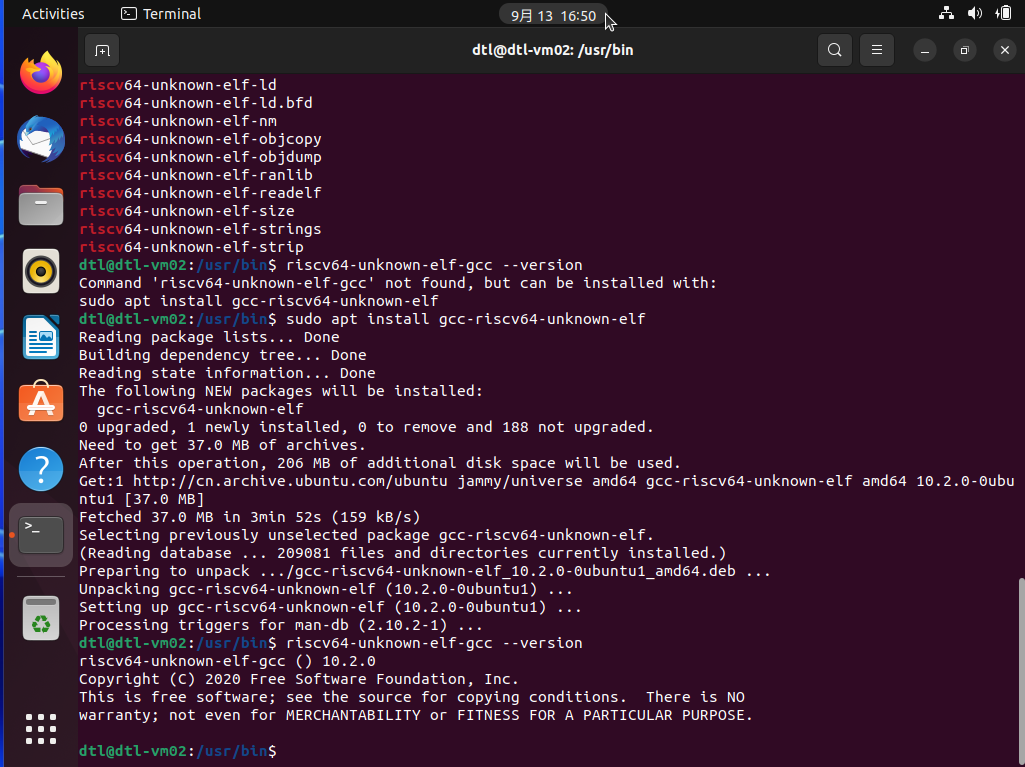 Activities
Terminal
9月 13 16:50
dtl@dtl-vm02: /usr/bin
riscv64-unknown-elf-ld
riscv64-unknown-elf-ld.bfd
riscv64-unknown-elf-nm
riscv64-unknown-elf-objcopy
riscv64-unknown-elf-objdump
riscv64-unknown-elf-ranlib
riscv64-unknown-elf-readelf
riscv64-unknown-elf-size
riscv64-unknown-elf-strings
riscv64-unknown-elf-strip
dtl@dtl-vm02:/usr/bin$ riscv64-unknown-elf-gcc --version
Command 'riscv64-unknown-elf-gcc' not found, but can be installed with:
sudo apt install gcc-riscv64-unknown-elf
dtl@dtl-vm02:/usr/bin$ sudo apt install gcc-riscv64-unknown-elf
Reading package lists... Done
Building dependency tree... Done
Reading state information... Done
The following NEW packages will be installed:
  gcc-riscv64-unknown-elf
0 upgraded, 1 newly installed, 0 to remove and 188 not upgraded.
Need to get 37.0 MB of archives.
After this operation, 206 MB of additional disk space will be used.
Get:1 http://cn.archive.ubuntu.com/ubuntu jammy/universe amd64 gcc-riscv64-unknown-elf amd64 10.2.0-0ubu
ntu1 [37.0 MB]
Fetched 37.0 MB in 3min 52s (159 kB/s)
Selecting previously unselected package gcc-riscv64-unknown-elf.
(Reading database ... 209081 files and directories currently installed.)
Preparing to unpack .../gcc-riscv64-unknown-elf_10.2.0-0ubuntu1_amd64.deb ...
Unpacking gcc-riscv64-unknown-elf (10.2.0-0ubuntu1) ...
Setting up gcc-riscv64-unknown-elf (10.2.0-0ubuntu1) ...
Processing triggers for man-db (2.10.2-1) ...
dtl@dtl-vm02:/usr/bin$ riscv64-unknown-elf-gcc --version
riscv64-unknown-elf-gcc () 10.2.0
Copyright (C) 2020 Free Software Foundation, Inc.
This is free software; see the source for copying conditions.  There is NO
warranty; not even for MERCHANTABILITY or FITNESS FOR A PARTICULAR PURPOSE.
dtl@dtl-vm02:/usr/bin$